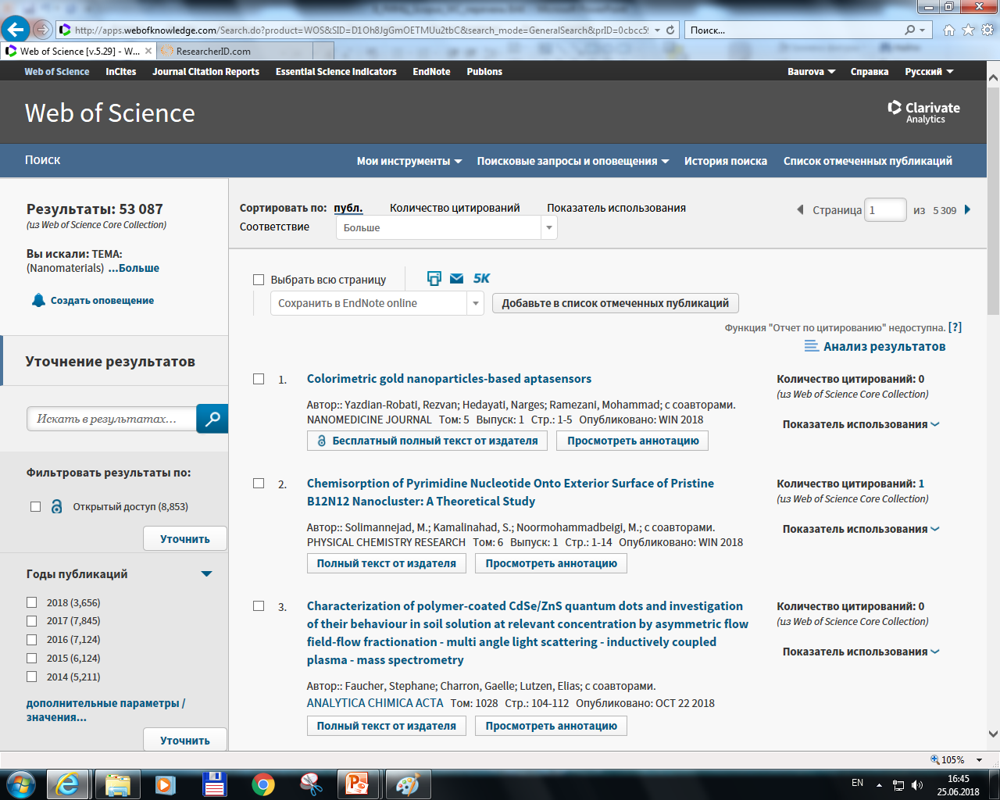 http://apps.webofknowledge.com/Search.do?product=WOS&SID=D1Oh8JgGmOETMUu2tbC&search_mode=GeneralSearch&prID=0cbcc5
Поиск...
Web of Science [v.5.29] - W...
ResearcherID.com
Web of Science InCites Journal Citation Reports Essential Science Indicators EndNote Publons Baurova Справка Русский
Web of Science
Clarivate
Analytics
Поиск Мои инструменты Поисковые запросы и оповещения История поиска Список отмеченных публикаций
Результаты: 53 087
(из Web of Science Core Collection)
Вы искали: ТЕМА:
(Nanomaterials) ...Больше
Создать оповещение
Уточнение результатов
Искать в результатах...
Фильтровать результаты по:
Открытый доступ (8,853)
Уточнить
Годы публикаций
2018 (3,656)
2017 (7,845)
2016 (7,124)
2015 (6,124)
2014 (5,211)
дополнительные параметры /
значения...
Уточнить
Сортировать по: публ. Количество цитирований Показатель использования
Соответствие Больше
Страница 1 из 5 309
Выбрать всю страницу 5K
Сохранить в EndNote online Добавьте в список отмеченных публикаций
Функция "Отчет по цитированию" недоступна. [?]
Анализ результатов
1. Colorimetric gold nanoparticles-based aptasensors
Автор:: Yazdian-Robati, Rezvan; Hedayati, Narges; Ramezani, Mohammad; с соавторами.
NANOMEDICINE JOURNAL Том: 5 Выпуск: 1 Стр.: 1-5 Опубликовано: WIN 2018
Бесплатный полный текст от издателя Просмотреть аннотацию
Количество цитирований: 0
(из Web of Science Core Collection)
Показатель использования
2. Chemisorption of Pyrimidine Nucleotide Onto Exterior Surface of Pristine
B12N12 Nanocluster: A Theoretical Study
Автор:: Solimannejad, M.; Kamalinahad, S.; Noormohammadbeigi, M.; с соавторами.
PHYSICAL CHEMISTRY RESEARCH Том: 6 Выпуск: 1 Стр.: 1-14 Опубликовано: WIN 2018
Полный текст от издателя Просмотреть аннотацию
Количество цитирований: 1
(из Web of Science Core Collection)
Показатель использования
3. Characterization of polymer-coated CdSe/ZnS quantum dots and investigation
of their behaviour in soil solution at relevant concentration by asymmetric flow
field-flow fractionation - multi angle light scattering - inductively coupled
plasma - mass spectrometry
Автор:: Faucher, Stephane; Charron, Gaelle; Lutzen, Elias; с соавторами.
ANALYTICA CHIMICA ACTA Том: 1028 Стр.: 104-112 Опубликовано: OCT 22 2018
Полный текст от издателя Просмотреть аннотацию
Количество цитирований: 0
(из Web of Science Core Collection)
Показатель использования
105%
EN
16:45
25.06.2018